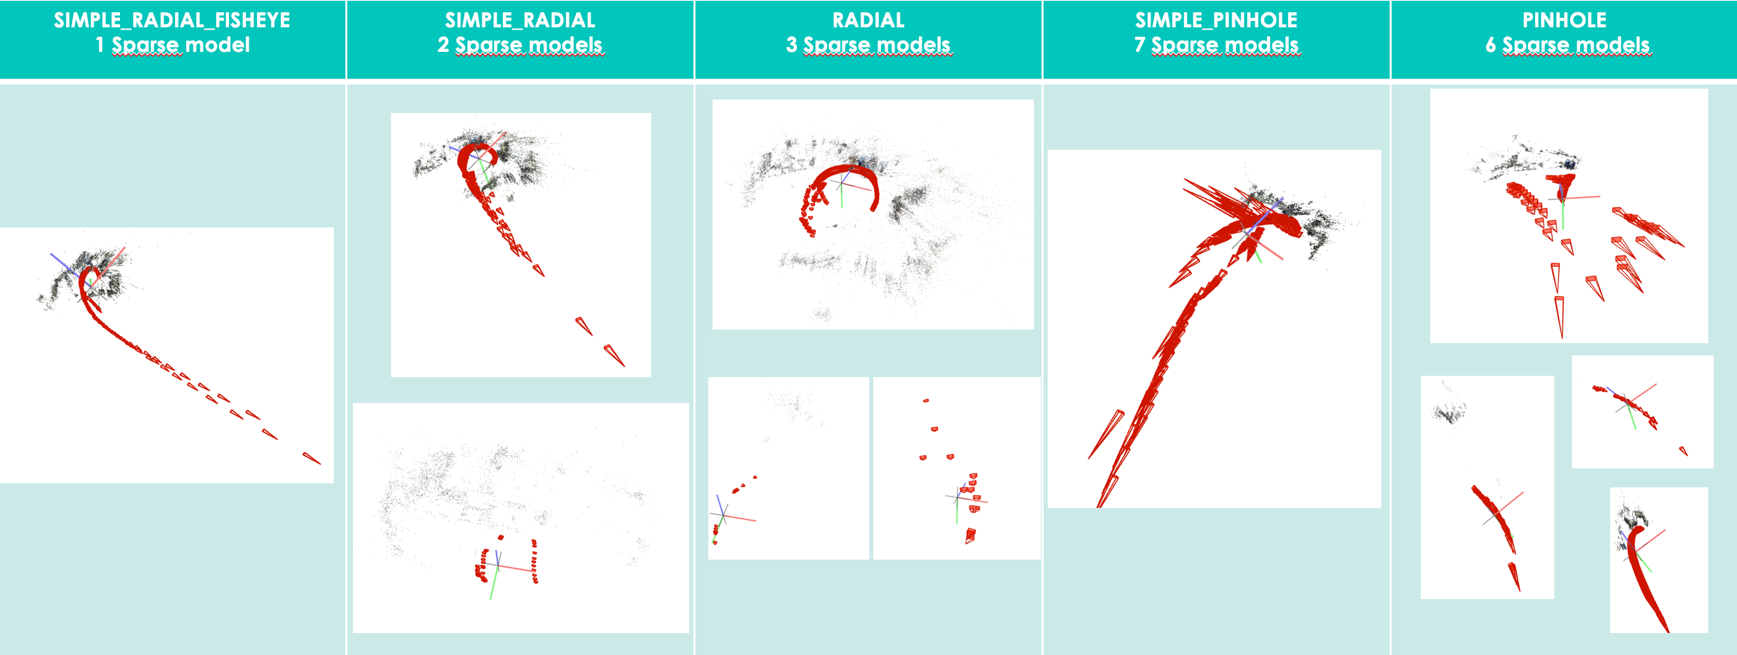 SIMPLE_RADIAL_FISHEYE
1 Sparse model
SIMPLE_RADIAL
2 Sparse models
RADIAL
3 Sparse models
SIMPLE_PINHOLE
7 Sparse models
PINHOLE
6 Sparse models